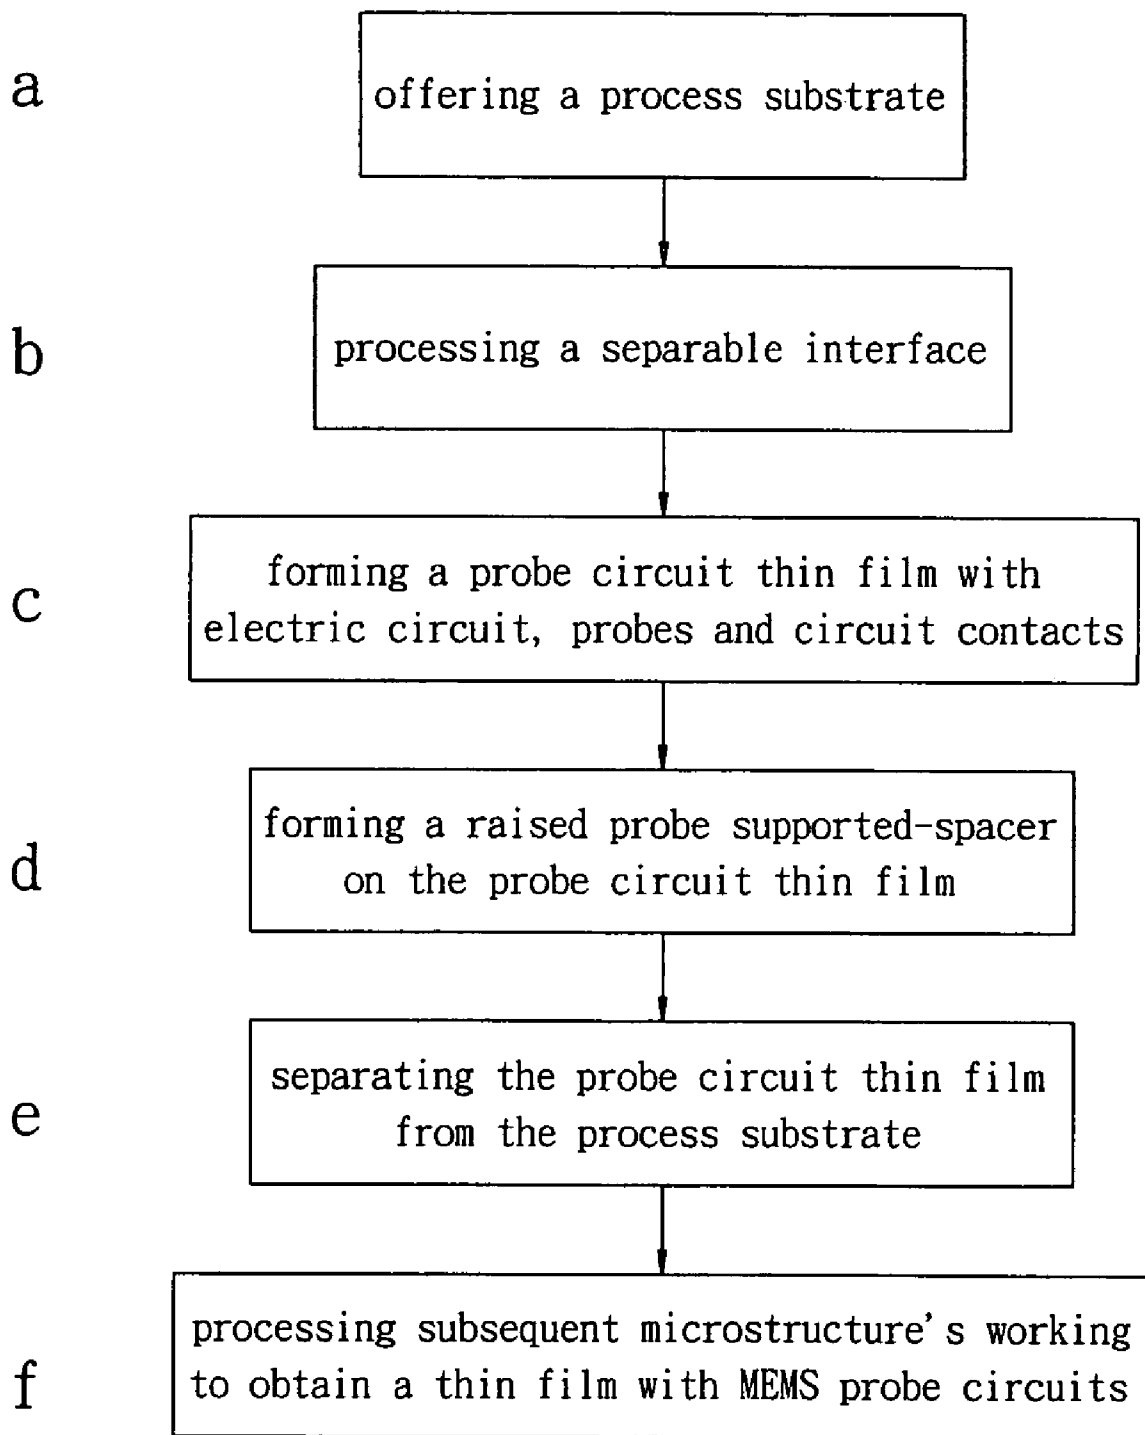 a
offering a process substrate
b
processing a separable interface
c
forming a probe circuit thin film with
electric circuit, probes and circuit contacts
d
forming a raised probe supported-spacer
on the probe circuit thin film
e
separating the probe circuit thin film
from the process substrate
f
processing subsequent microstructure's working
to obtain a thin film with MEMS probe circuits